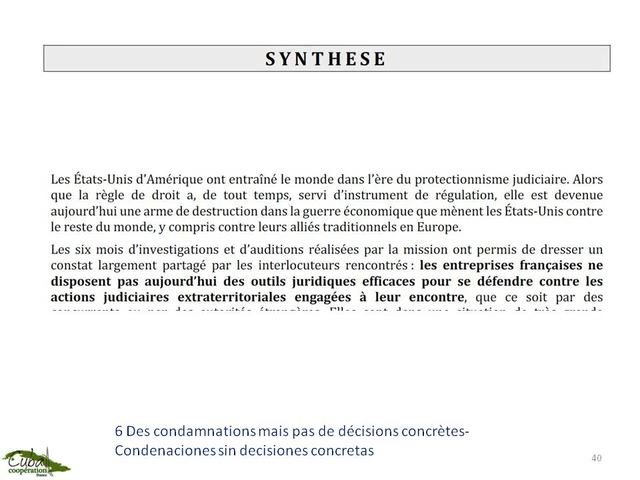 SYNTHESE
Les États-Unis d'Amérique ont entraîné le monde dans l'ère du protectionnisme judiciaire. Alors
que la règle de droit a, de tout temps, servi d'instrument de régulation, elle est devenue
aujourd'hui une arme de destruction dans la guerre économique que mènent les États-Unis contre
le reste du monde, y compris contre leurs alliés traditionnels en Europe.
Les six mois d'investigations et d'auditions réalisées par la mission ont permis de dresser un
constat largement partagé par les interlocuteurs rencontrés : les entreprises françaises ne
disposent pas aujourd'hui des outils juridiques efficaces pour se défendre contre les
actions judiciaires extraterritoriales engagées à leur encontre, que ce soit par des
6 Des condamnations mais pas de décisions concrètes-
Condenaciones sin decisiones concretas
Cuba
coopération
France
40